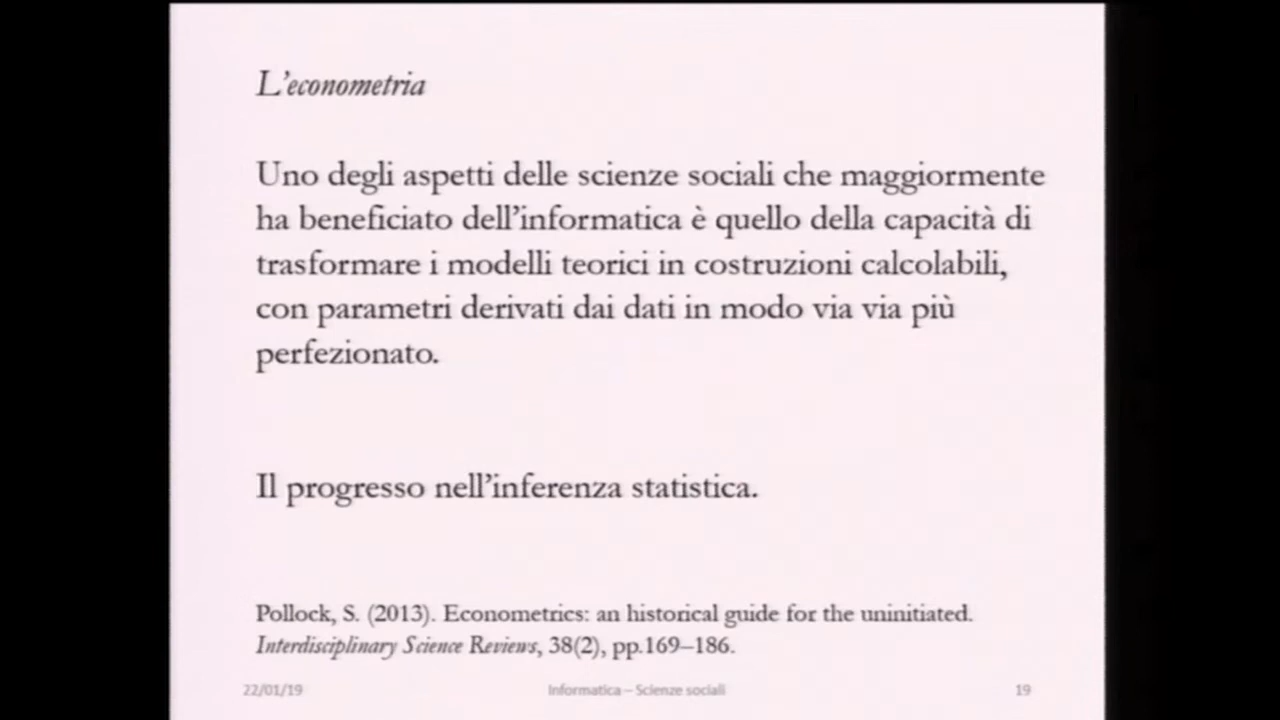 L’econometria
Uno degli aspetti delle scienze sociali che maggiormente
ha beneficiato dell’informatica è quello della capacità di
trasformare i modelli teorici in costruzioni calcolabili,
con parametri derivati dai dati in modo via via più
perfezionato.
Il progresso nell’inferenza statistica.
Pollock, S. (2013). Econometrics: an historical guide for the uninitiated.
Interdisciplinary Science Reviews, 38(2), pp.169–186.
22/01/19 Informatica – Scienze sociali 19